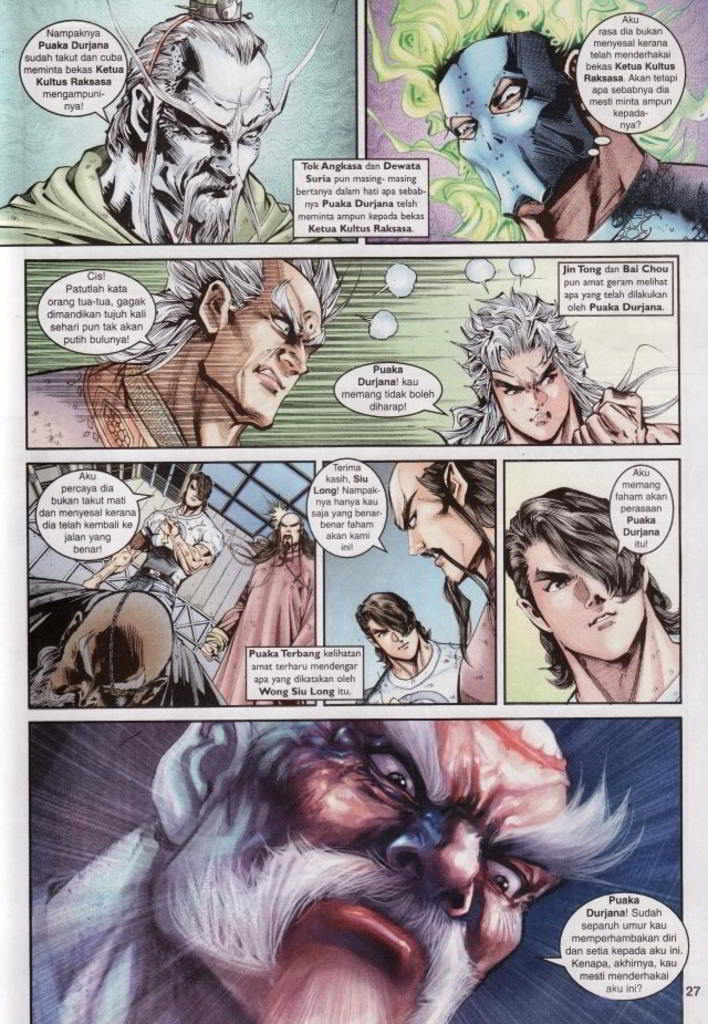 Nampaknya
Puaka Durjana
sudah takut dan cuba
meminta bekas Ketua
Kultus Raksasa
mengampuni-
nya!
Aku
rasa dia bukan
menyesal kerana
telah menderhakai
bekas Ketua Kultus
Raksasa. Akan tetapi
apa sebabnya dia
mesti minta ampun
kepada-
nya?
Tok Angkasa dan Dewata
Suria pun masing- masing
bertanya dalam hati apa sebab-
nya Puaka Durjana telah
meminta ampun kepada bekas
Ketua Kultus Raksasa.
Cis!
Patutlah kata
orang tua-tua, gagak
dimandikan tujuh kali
sehari pun tak akan
putih bulunya!
Jin Tong dan Bai Chou
pun amat geram melihat
apa yang telah dilakukan
oleh Puaka Durjana.
Puaka
Durjana! kau
memang tidak boleh
diharap!
Aku
percaya dia
bukan takut mati
dan menyesal kerana
dia telah kembali ke
jalan yang
benar!
Puaka Terbang kelihatan
amat terharu mendengar
apa yang dikatakan oleh
Wong Siu Long itu.
Terima
kasih, Siu
Long! Nampak-
nya hanya kau
saja yang benar-
benar faham
akan kami
ini!
Aku
memang
faham akan
perasaan
Puaka
Durjana
itu!
Puaka
Durjana! Sudah
separuh umur kau
memperhambakan diri
dan setia kepada aku ini.
Kenapa, akhirnya, kau
mesti menderhakai
aku ini?
27